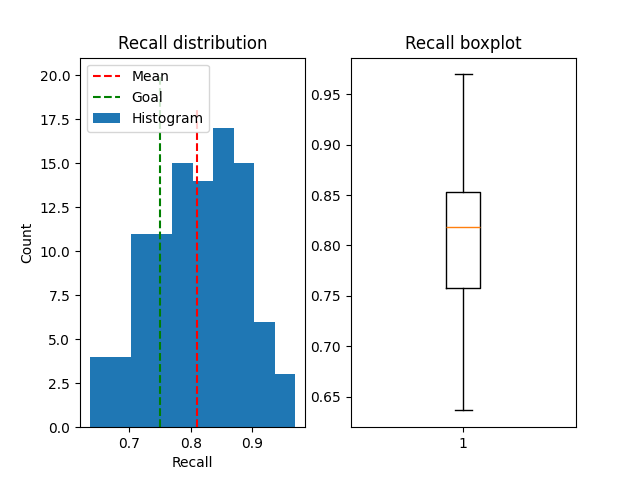 Recall distribution
Mean
Goal
Histogram
20.0
17.5
15.0
12.5
10.0
7.5
5.0
2.5
0.0
Count
0.7 0.8 0.9
Recall
Recall boxplot
0.95
0.90
0.85
0.80
0.75
0.70
0.65
1